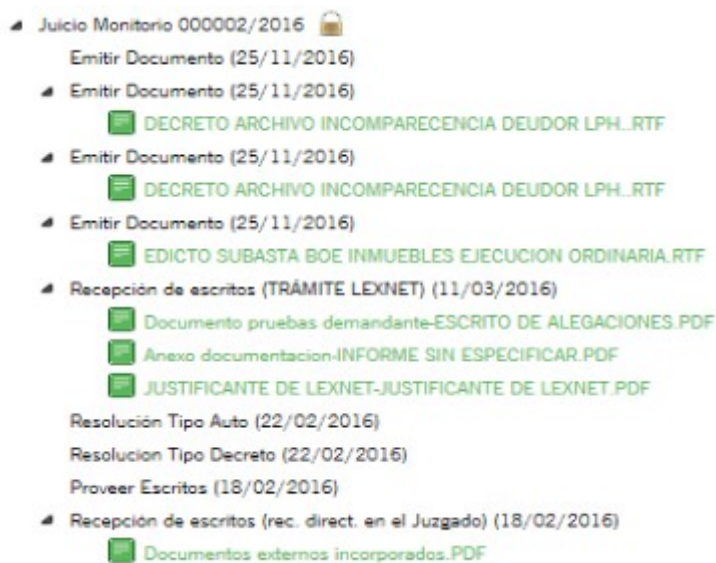 Juicio Monitorio 000002/2016
Emitir Documento (25/11/2016)
Emitir Documento (25/11/2016)
DECRETO ARCHIVO INCOMPARECENCIA DEUDOR LPH..RTF
Emitir Documento (25/11/2016)
DECRETO ARCHIVO INCOMPARECENCIA DEUDOR LPH..RTF
Emitir Documento (25/11/2016)
EDICTO SUBASTA BOE INMUEBLES EJECUCION ORDINARIA.RTF
Recepción de escritos (TRÁMITE LEXNET) (11/03/2016)
Documento pruebas demandante-ESCRITO DE ALEGACIONES.PDF
Anexo documentacion-INFORME SIN ESPECIFICAR.PDF
JUSTIFICANTE DE LEXNET-JUSTIFICANTE DE LEXNET.PDF
Resolución Tipo Auto (22/02/2016)
Resolucion Tipo Decreto (22/02/2016)
Proveer Escritos (18/02/2016)
Recepción de escritos (rec. direct. en el Juzgado) (18/02/2016)
Documentos externos incorporados.PDF